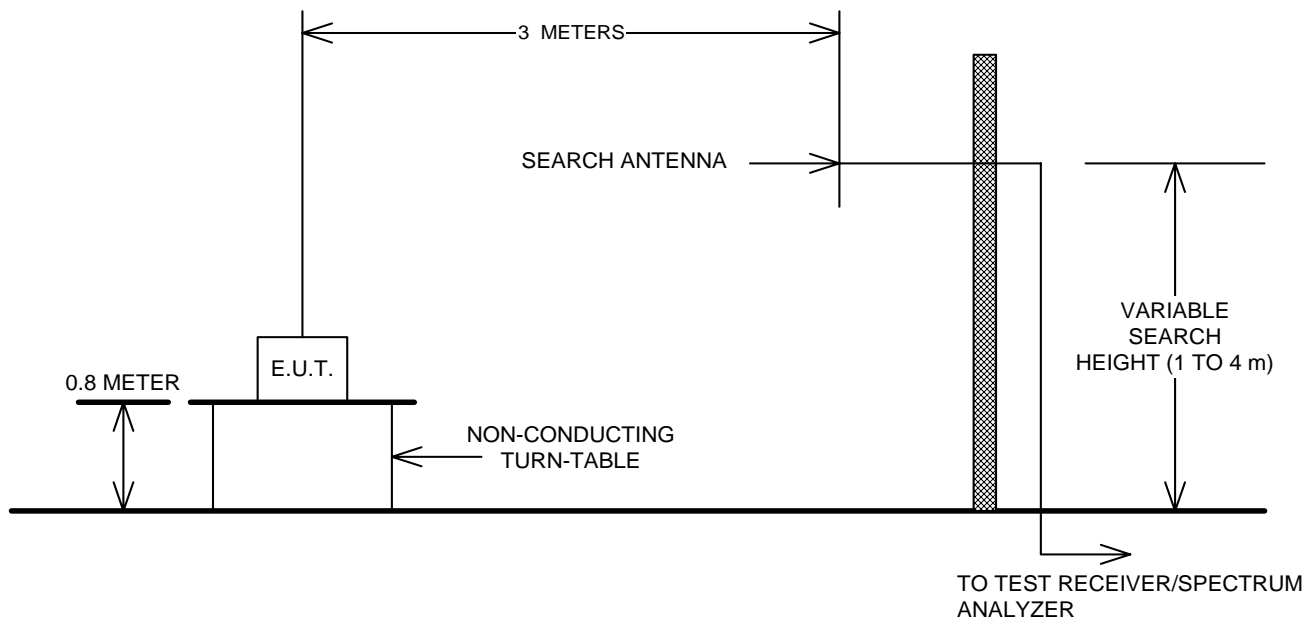 3 METERS
SEARCH ANTENNA
VARIABLE
SEARCH
HEIGHT (1 TO 4 m)
E.U.T.
0.8 METER
NON-CONDUCTING
TURN-TABLE
TO TEST RECEIVER/SPECTRUM
ANALYZER